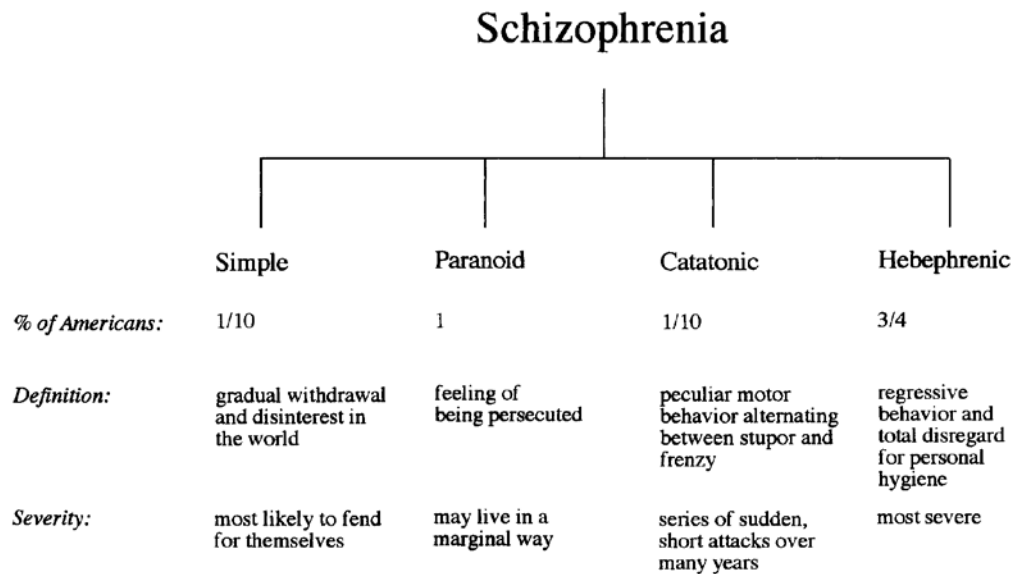 Schizophrenia
Simple Paranoid Catatonic Hebephrenic
% of Americans: 1/10 1 1/10 3/4
Definition: gradual withdrawal feeling of peculiar motor regressive
and disinterest in being persecuted behavior alternating behavior and
the world between stupor and total disregard
frenzy for personal
hygiene
Severity: most likely to fend may live in a series of sudden, most severe
for themselves marginal way short attacks over
many years